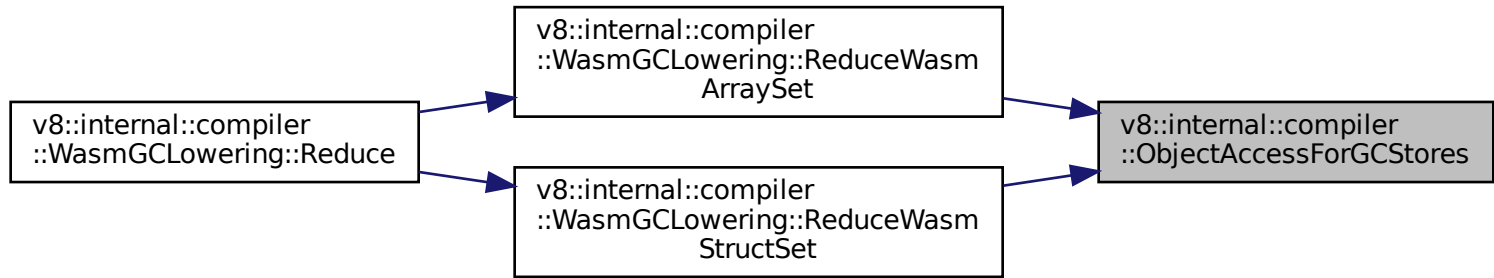 v8::internal::compiler
::WasmGCLowering::Reduce
v8::internal::compiler
::WasmGCLowering::ReduceWasm
ArraySet
v8::internal::compiler
::WasmGCLowering::ReduceWasm
StructSet
v8::internal::compiler
::ObjectAccessForGCStores